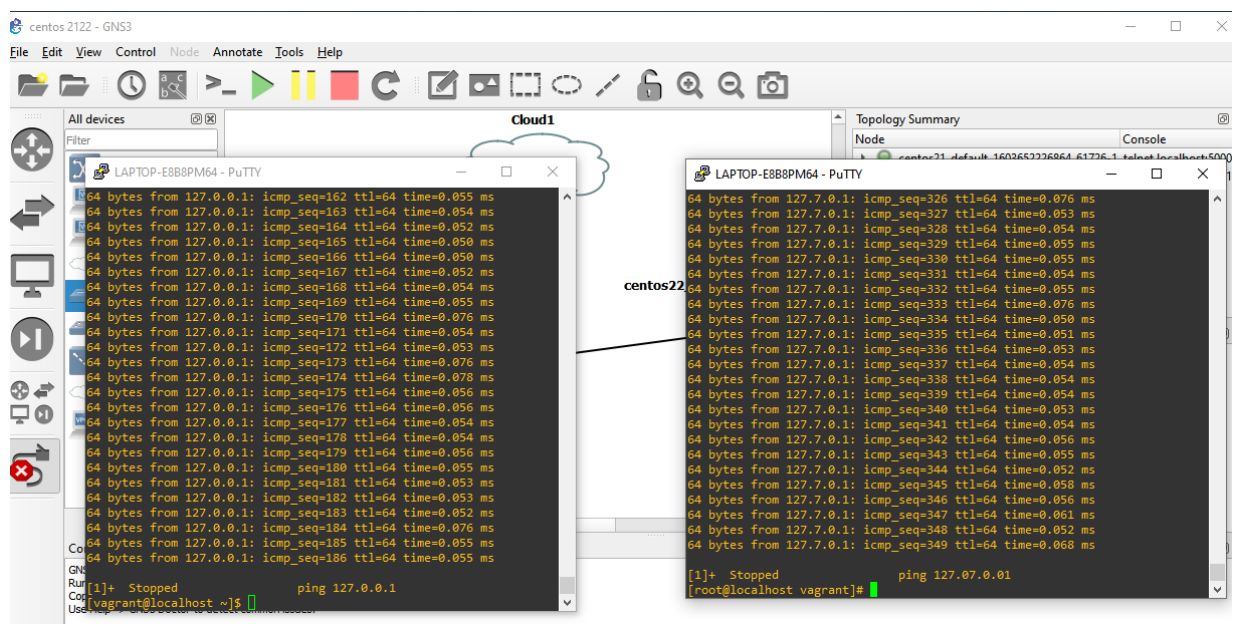 centos 2122 - GNS3
File Edit View Control Node Annotate Tools Help
All devices
Filter
Cloud1
Topology Summary
Node Console
centos21_default_1603652226864_61726-1 telnet localhost:5000
centos22
LAPTOP-E8B8PM64 - PuTTY
64 bytes from 127.0.0.1: icmp_seq=162 ttl=64 time=0.055 ms
64 bytes from 127.0.0.1: icmp_seq=163 ttl=64 time=0.054 ms
64 bytes from 127.0.0.1: icmp_seq=164 ttl=64 time=0.052 ms
64 bytes from 127.0.0.1: icmp_seq=165 ttl=64 time=0.050 ms
64 bytes from 127.0.0.1: icmp_seq=166 ttl=64 time=0.050 ms
64 bytes from 127.0.0.1: icmp_seq=167 ttl=64 time=0.052 ms
64 bytes from 127.0.0.1: icmp_seq=168 ttl=64 time=0.054 ms
64 bytes from 127.0.0.1: icmp_seq=169 ttl=64 time=0.055 ms
64 bytes from 127.0.0.1: icmp_seq=170 ttl=64 time=0.076 ms
64 bytes from 127.0.0.1: icmp_seq=171 ttl=64 time=0.054 ms
64 bytes from 127.0.0.1: icmp_seq=172 ttl=64 time=0.053 ms
64 bytes from 127.0.0.1: icmp_seq=173 ttl=64 time=0.076 ms
64 bytes from 127.0.0.1: icmp_seq=174 ttl=64 time=0.078 ms
64 bytes from 127.0.0.1: icmp_seq=175 ttl=64 time=0.056 ms
64 bytes from 127.0.0.1: icmp_seq=176 ttl=64 time=0.056 ms
64 bytes from 127.0.0.1: icmp_seq=177 ttl=64 time=0.054 ms
64 bytes from 127.0.0.1: icmp_seq=178 ttl=64 time=0.054 ms
64 bytes from 127.0.0.1: icmp_seq=179 ttl=64 time=0.056 ms
64 bytes from 127.0.0.1: icmp_seq=180 ttl=64 time=0.055 ms
64 bytes from 127.0.0.1: icmp_seq=181 ttl=64 time=0.053 ms
64 bytes from 127.0.0.1: icmp_seq=182 ttl=64 time=0.053 ms
64 bytes from 127.0.0.1: icmp_seq=183 ttl=64 time=0.052 ms
64 bytes from 127.0.0.1: icmp_seq=184 ttl=64 time=0.076 ms
64 bytes from 127.0.0.1: icmp_seq=185 ttl=64 time=0.055 ms
64 bytes from 127.0.0.1: icmp_seq=186 ttl=64 time=0.055 ms
[1]+ Stopped ping 127.0.0.1
[vagrant@localhost ~]$
LAPTOP-E8B8PM64 - PuTTY
64 bytes from 127.7.0.1: icmp_seq=326 ttl=64 time=0.076 ms
64 bytes from 127.7.0.1: icmp_seq=327 ttl=64 time=0.053 ms
64 bytes from 127.7.0.1: icmp_seq=328 ttl=64 time=0.054 ms
64 bytes from 127.7.0.1: icmp_seq=329 ttl=64 time=0.055 ms
64 bytes from 127.7.0.1: icmp_seq=330 ttl=64 time=0.055 ms
64 bytes from 127.7.0.1: icmp_seq=331 ttl=64 time=0.054 ms
64 bytes from 127.7.0.1: icmp_seq=332 ttl=64 time=0.055 ms
64 bytes from 127.7.0.1: icmp_seq=333 ttl=64 time=0.076 ms
64 bytes from 127.7.0.1: icmp_seq=334 ttl=64 time=0.050 ms
64 bytes from 127.7.0.1: icmp_seq=335 ttl=64 time=0.051 ms
64 bytes from 127.7.0.1: icmp_seq=336 ttl=64 time=0.053 ms
64 bytes from 127.7.0.1: icmp_seq=337 ttl=64 time=0.054 ms
64 bytes from 127.7.0.1: icmp_seq=338 ttl=64 time=0.054 ms
64 bytes from 127.7.0.1: icmp_seq=339 ttl=64 time=0.054 ms
64 bytes from 127.7.0.1: icmp_seq=340 ttl=64 time=0.053 ms
64 bytes from 127.7.0.1: icmp_seq=341 ttl=64 time=0.054 ms
64 bytes from 127.7.0.1: icmp_seq=342 ttl=64 time=0.056 ms
64 bytes from 127.7.0.1: icmp_seq=343 ttl=64 time=0.055 ms
64 bytes from 127.7.0.1: icmp_seq=344 ttl=64 time=0.052 ms
64 bytes from 127.7.0.1: icmp_seq=345 ttl=64 time=0.058 ms
64 bytes from 127.7.0.1: icmp_seq=346 ttl=64 time=0.056 ms
64 bytes from 127.7.0.1: icmp_seq=347 ttl=64 time=0.061 ms
64 bytes from 127.7.0.1: icmp_seq=348 ttl=64 time=0.052 ms
64 bytes from 127.7.0.1: icmp_seq=349 ttl=64 time=0.068 ms
[1]+ Stopped ping 127.07.0.01
[root@localhost vagrant]#